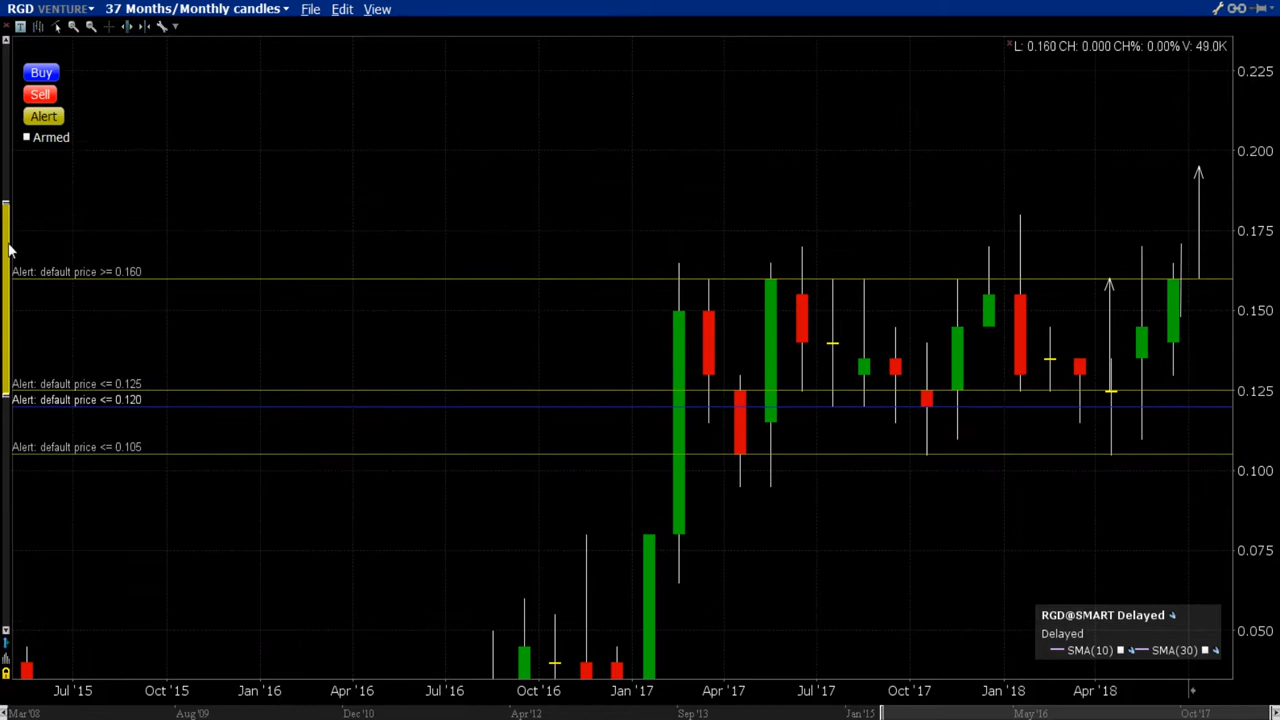 RGD VENTURE 37 Months/Monthly candles File Edit View
L: 0.160 CH: 0.000 CH%: 0.00% V: 49.0K
Buy
Sell
Alert
Armed
0.225
0.200
0.175
Alert: default price >= 0.160
0.150
Alert: default price <= 0.125
0.125
Alert: default price <= 0.120
Alert: default price <= 0.105
0.100
0.075
RGD@SMART Delayed
Delayed
0.050
SMA(10) SMA(30)
Jul '15 Oct '15 Jan '16 Apr '16 Jul '16 Oct '16 Jan '17 Apr '17 Jul '17 Oct '17 Jan '18 Apr '18
Mar'08 Aug'09 Dec'10 Apr'12 Sep'13 Jan'15 May'16 Oct'17